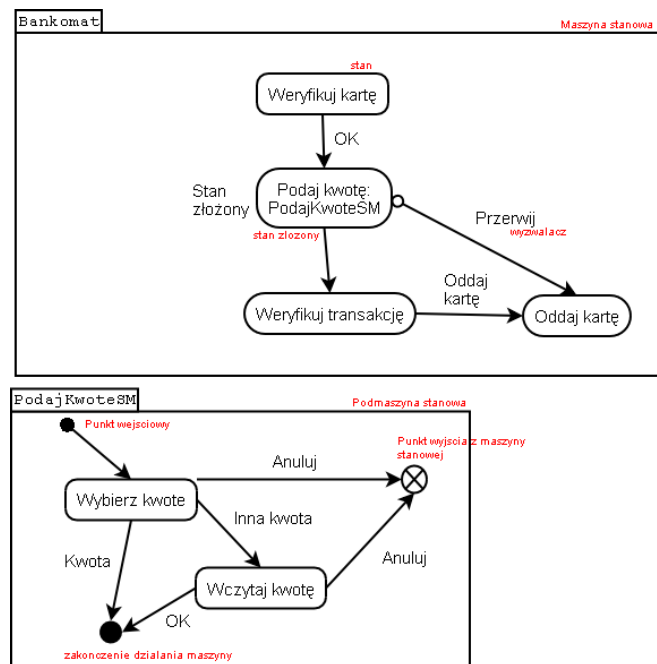 Bankomat
Maszyna stanowa
stan
Weryfikuj kartę
OK
Stan
złożony
Podaj kwotę:
PodajKwoteSM
stan zlozony
Przerwij
wyzwalacz
Oddaj
kartę
Weryfikuj transakcję
Oddaj kartę
PodajKwoteSM
Podmaszyna stanowa
Punkt wejsciowy
Punkt wyjscia z maszyny
stanowej
Anuluj
Wybierz kwote
Inna kwota
Kwota
Anuluj
Wczytaj kwotę
OK
zakonczenie dzialania maszyny